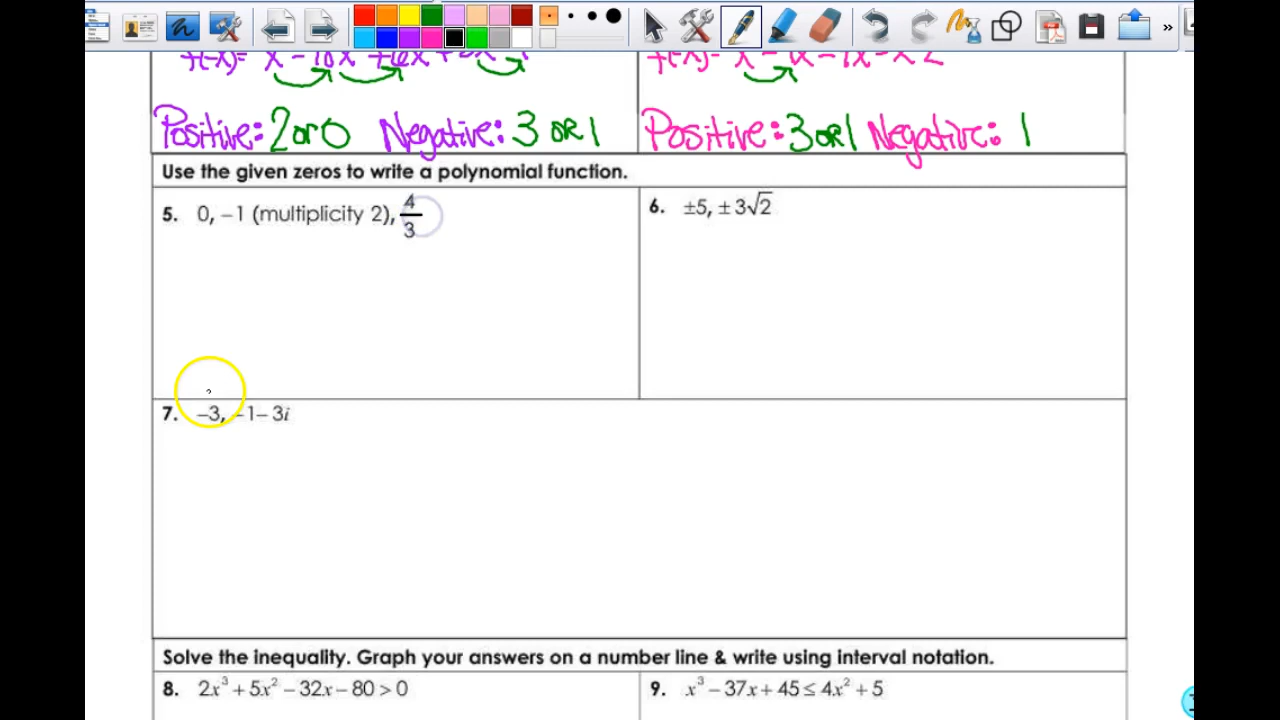 Positive: 2 or 0 Negative: 3 OR 1
Positive: 3 OR 1 Negative: 1
Use the given zeros to write a polynomial function.
5. 0, −1 (multiplicity 2), 4/3
6. ±5, ±3√2
7. −3, −1−3i
Solve the inequality. Graph your answers on a number line & write using interval notation.
8. 2x³ + 5x² − 32x − 80 > 0
9. x³ − 37x + 45 ≤ 4x² + 5